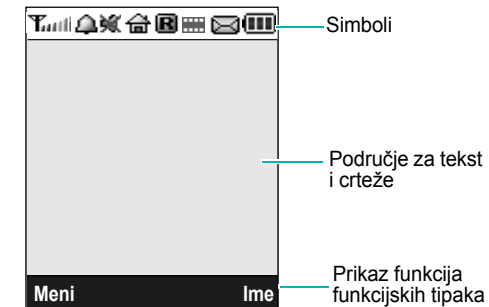 Simboli
Područje za tekst
i crteže
Prikaz funkcija
funkcijskih tipaka
Meni Ime